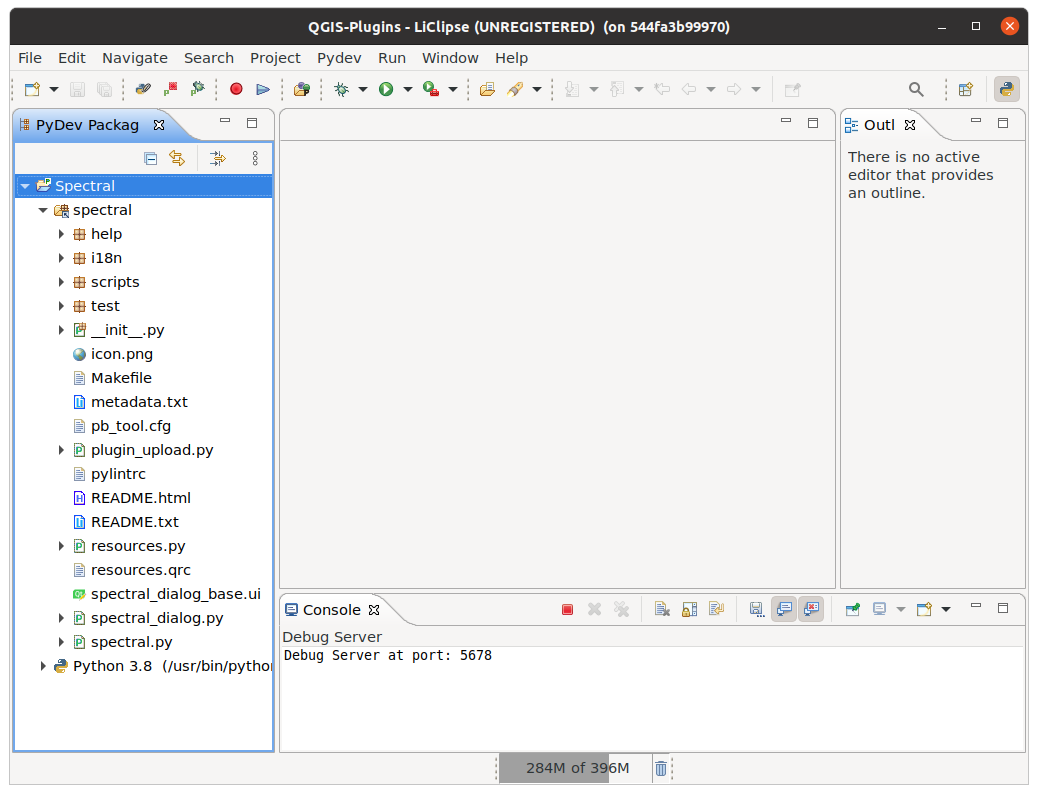 QGIS-Plugins - LiClipse (UNREGISTERED) (on 544fa3b99970)
File Edit Navigate Search Project Pydev Run Window Help
PyDev Packag
Outl
There is no active
editor that provides
an outline.
Spectral
spectral
help
i18n
scripts
test
__init__.py
icon.png
Makefile
metadata.txt
pb_tool.cfg
plugin_upload.py
pylintrc
README.html
README.txt
resources.py
resources.qrc
spectral_dialog_base.ui
spectral_dialog.py
spectral.py
Python 3.8 (/usr/bin/pytho
Console
Debug Server
Debug Server at port: 5678
284M of 396M